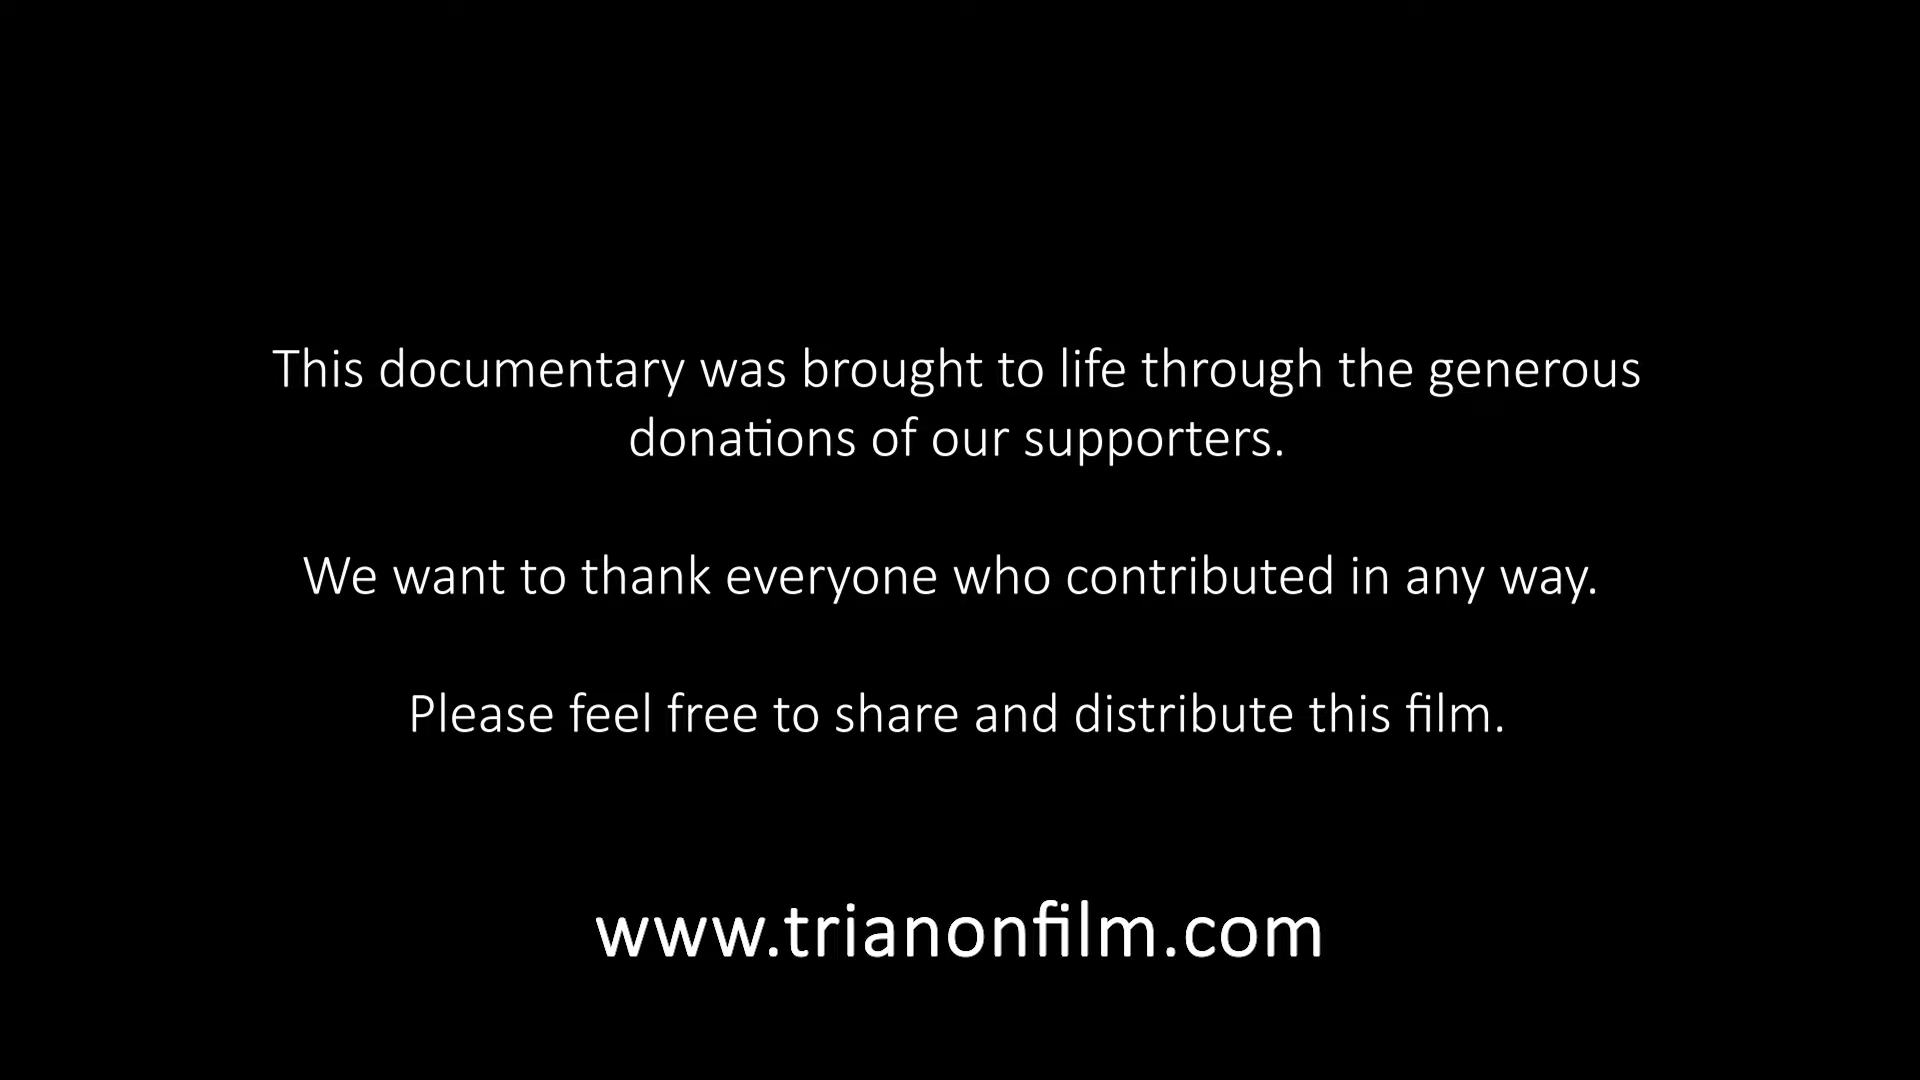 This documentary was brought to life through the generous
donations of our supporters.
We want to thank everyone who contributed in any way.
Please feel free to share and distribute this film.
www.trianonfilm.com